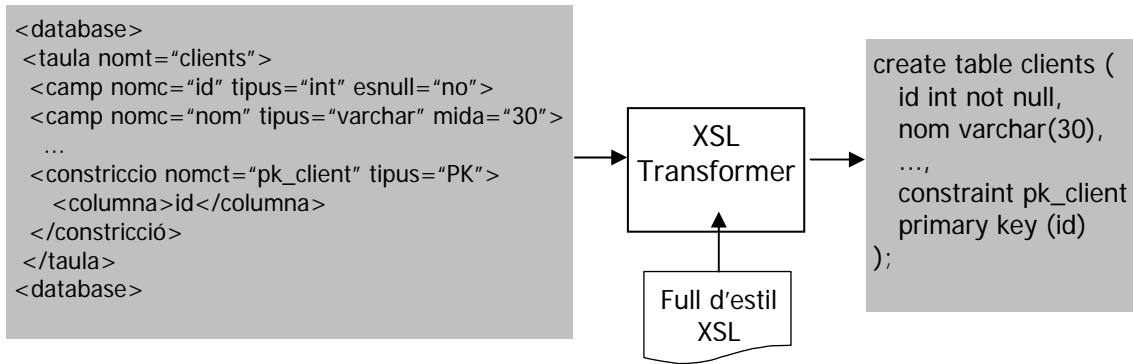 <database>
<taula nomt=“clients”>
<camp nomc=“id” tipus=“int” esnull=“no”>
<camp nomc=“nom” tipus=“varchar” mida=“30”>
…
<constriccio nomct=“pk_client” tipus=“PK”>
<columna>id</columna>
</constricció>
</taula>
<database>
XSL
Transformer
Full d’estil
XSL
create table clients (
id int not null,
nom varchar(30),
…,
constraint pk_client
primary key (id)
);